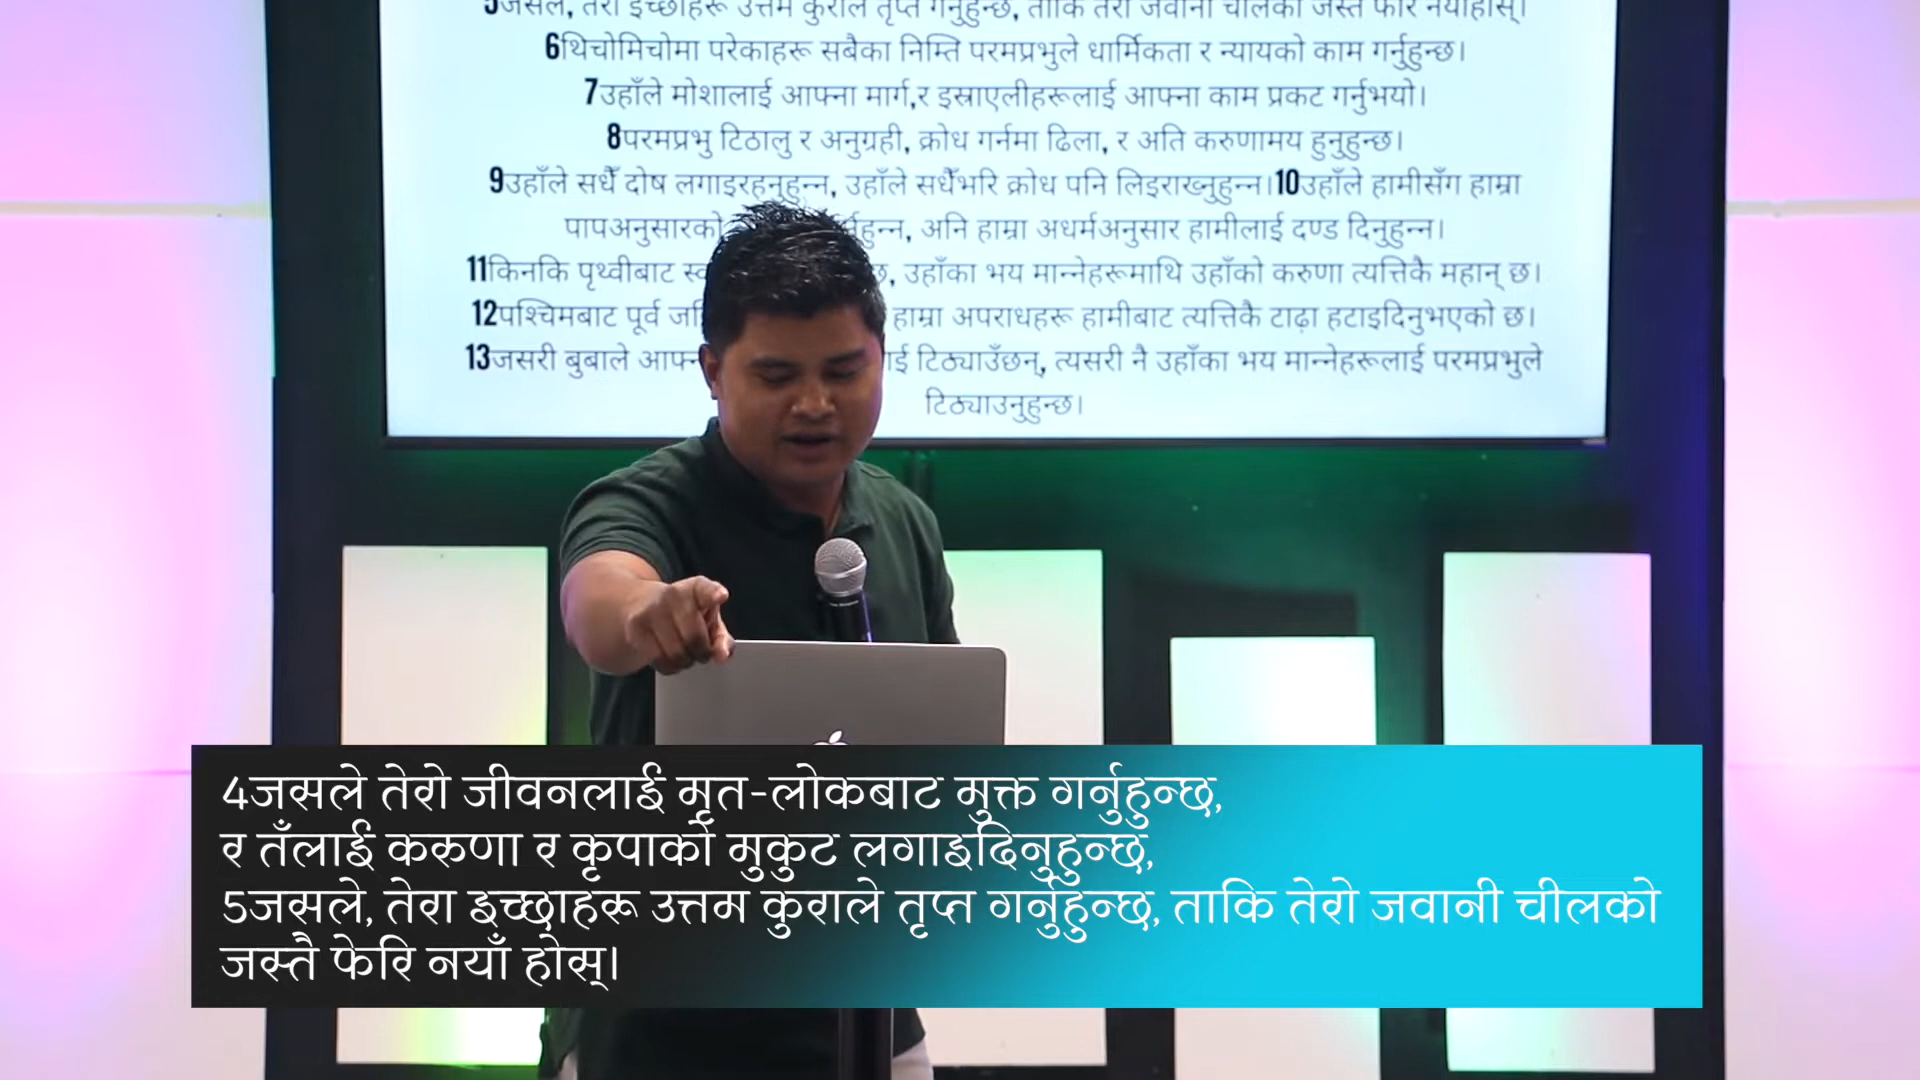 5जसले, तेरा इच्छाहरू उत्तम कुराले तृप्त गर्नुहुन्छ, ताकि तेरो जवानी चीलको जस्तै फेरि नयाँहोस्।
6थिचोमिचोमा परेकाहरू सबैका निम्ति परमप्रभुले धार्मिकता र न्यायको काम गर्नुहुन्छ।
7उहाँले मोशालाई आफ्ना मार्ग,र इस्राएलीहरूलाई आफ्ना काम प्रकट गर्नुभयो।
8परमप्रभु टिठालु र अनुग्रही, क्रोध गर्नमा ढिला, र अति करुणामय हुनुहुन्छ।
9उहाँले सधैँ दोष लगाइरहनुहुन्न, उहाँले सधैँभरि क्रोध पनि लिइराख्नुहुन्न।10उहाँले हामीसँग हाम्रा
पापअनुसारको अनि हाम्रा अधर्मअनुसार हामीलाई दण्ड दिनुहुन्न।
11किनकि पृथ्वीबाट उहाँका भय मान्नेहरूमाथि उहाँको करुणा त्यत्तिकै महान् छ।
12पश्चिमबाट पूर्व हाम्रा अपराधहरू हामीबाट त्यत्तिकै टाढ़ा हटाइदिनुभएको छ।
13जसरी बुबाले टिठ्याउँछन्, त्यसरी नै उहाँका भय मान्नेहरूलाई परमप्रभुले
टिठ्याउनुहुन्छ।
4जसले तेरो जीवनलाई मृत-लोकबाट मुक्त गर्नुहुन्छ,
र तँलाई करुणा र कृपाको मुकुट लगाइदिनुहुन्छ,
5जसले, तेरा इच्छाहरू उत्तम कुराले तृप्त गर्नुहुन्छ, ताकि तेरो जवानी चीलको
जस्तै फेरि नयाँ होस्।